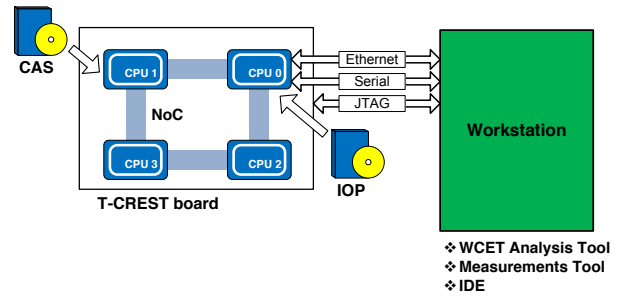 CAS
CPU 1
CPU 0
Ethernet
Serial
JTAG
NoC
Workstation
CPU 3
CPU 2
IOP
T-CREST board
❖ WCET Analysis Tool
❖ Measurements Tool
❖ IDE